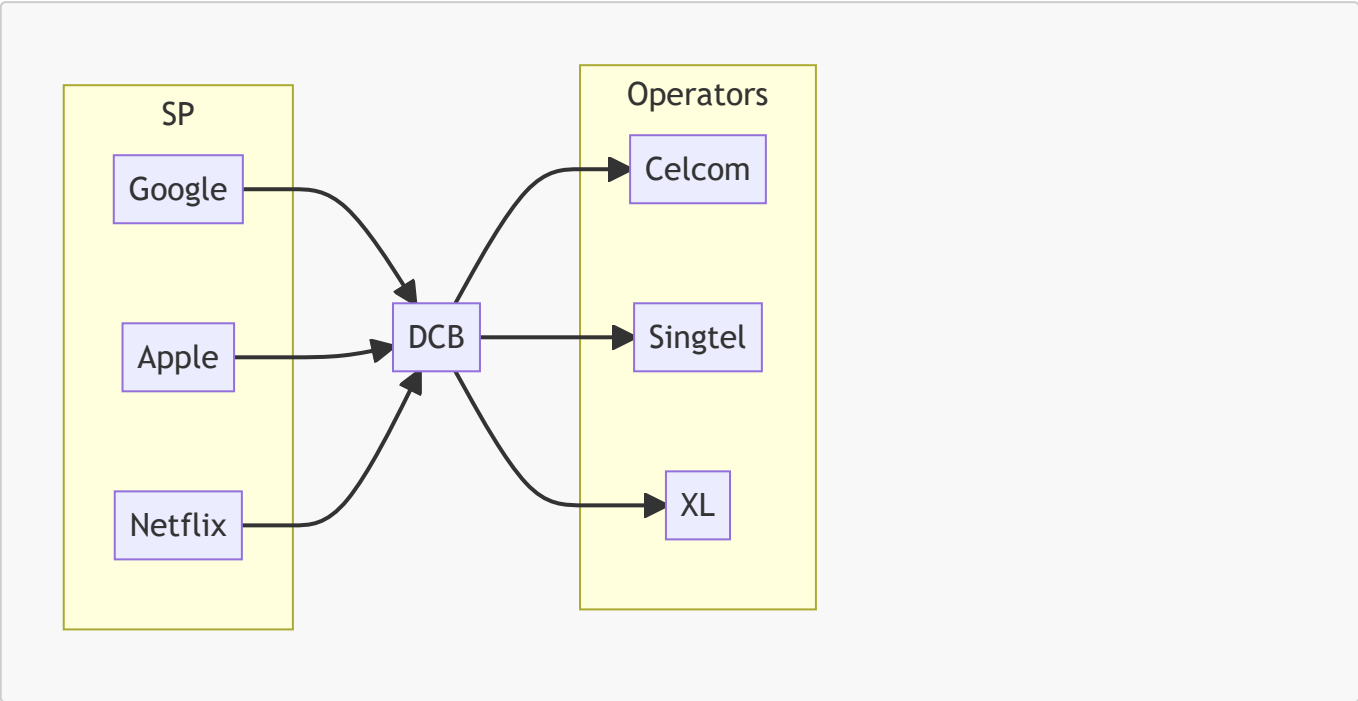 SP
Google
Apple
Netflix
DCB
Operators
Celcom
Singtel
XL